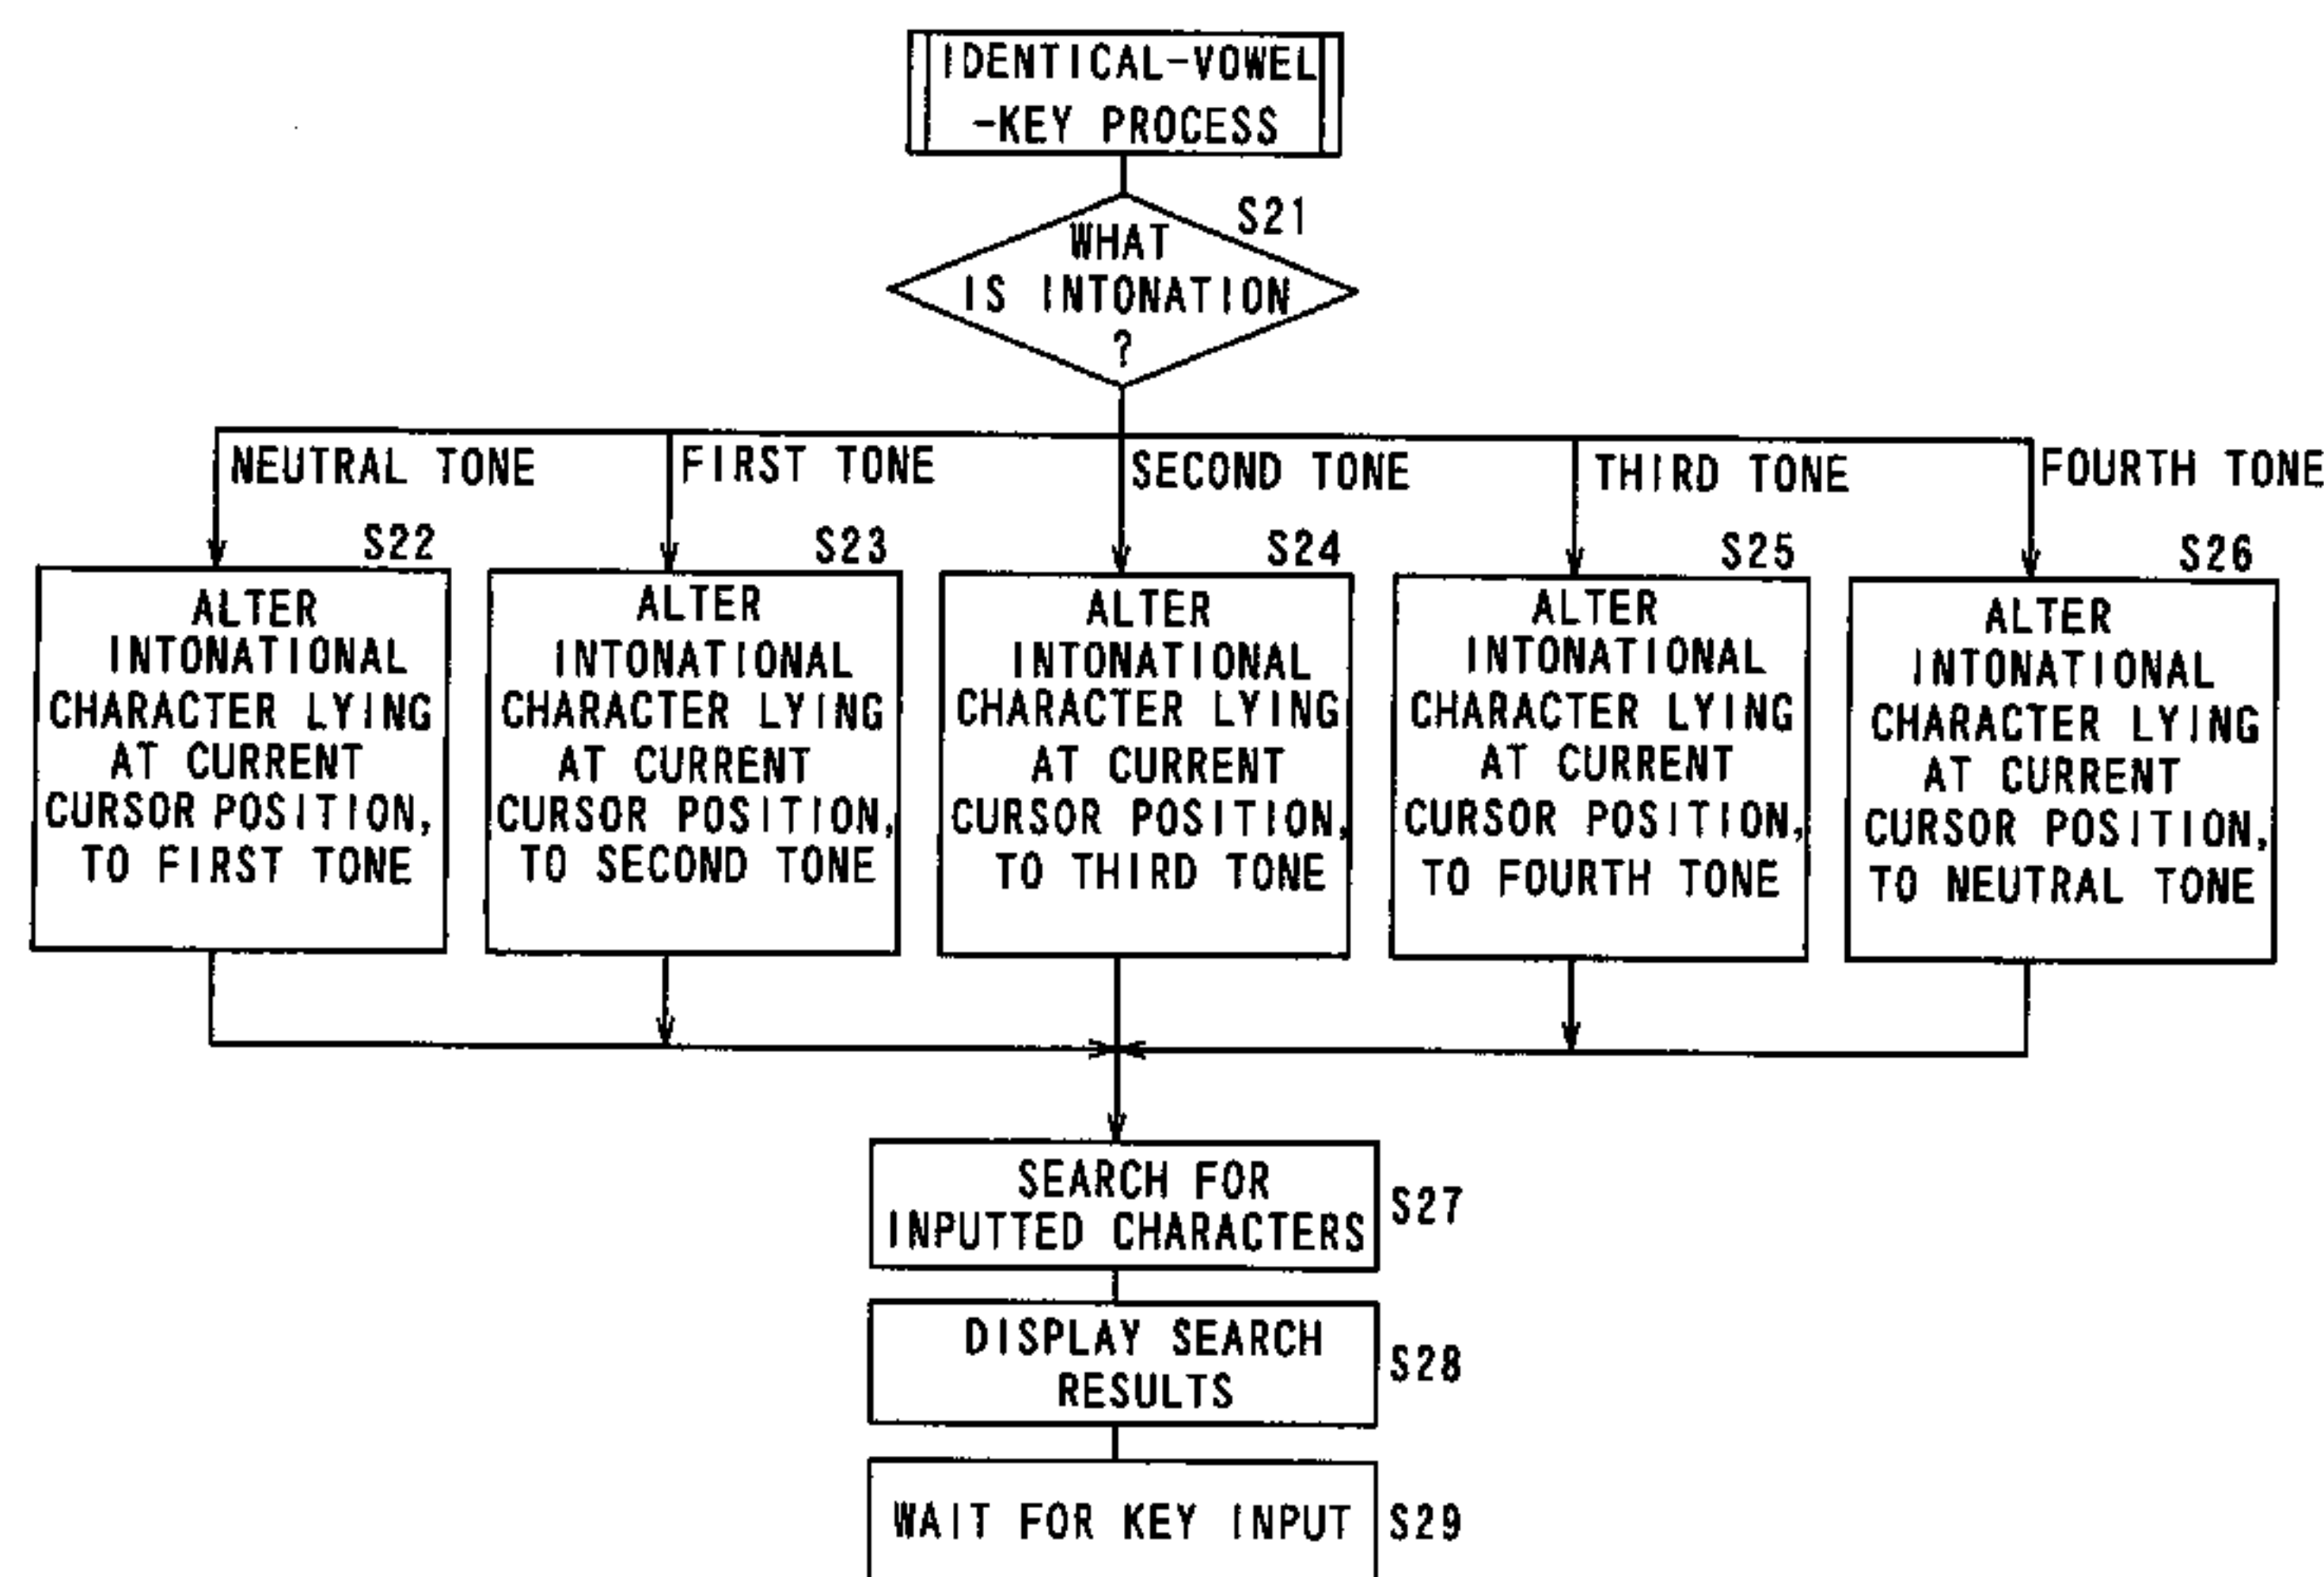 IDENTICAL-VOWEL
-KEY PROCESS
S21
WHAT
IS INTONATION
?
NEUTRAL TONE
FIRST TONE
SECOND TONE
THIRD TONE
FOURTH TONE
S22
ALTER
INTONATIONAL
CHARACTER LYING
AT CURRENT
CURSOR POSITION,
TO FIRST TONE
S23
ALTER
INTONATIONAL
CHARACTER LYING
AT CURRENT
CURSOR POSITION,
TO SECOND TONE
S24
ALTER
INTONATIONAL
CHARACTER LYING
AT CURRENT
CURSOR POSITION,
TO THIRD TONE
S25
ALTER
INTONATIONAL
CHARACTER LYING
AT CURRENT
CURSOR POSITION,
TO FOURTH TONE
S26
ALTER
INTONATIONAL
CHARACTER LYING
AT CURRENT
CURSOR POSITION,
TO NEUTRAL TONE
SEARCH FOR
INPUTTED CHARACTERS
S27
DISPLAY SEARCH
RESULTS
S28
WAIT FOR KEY INPUT
S29